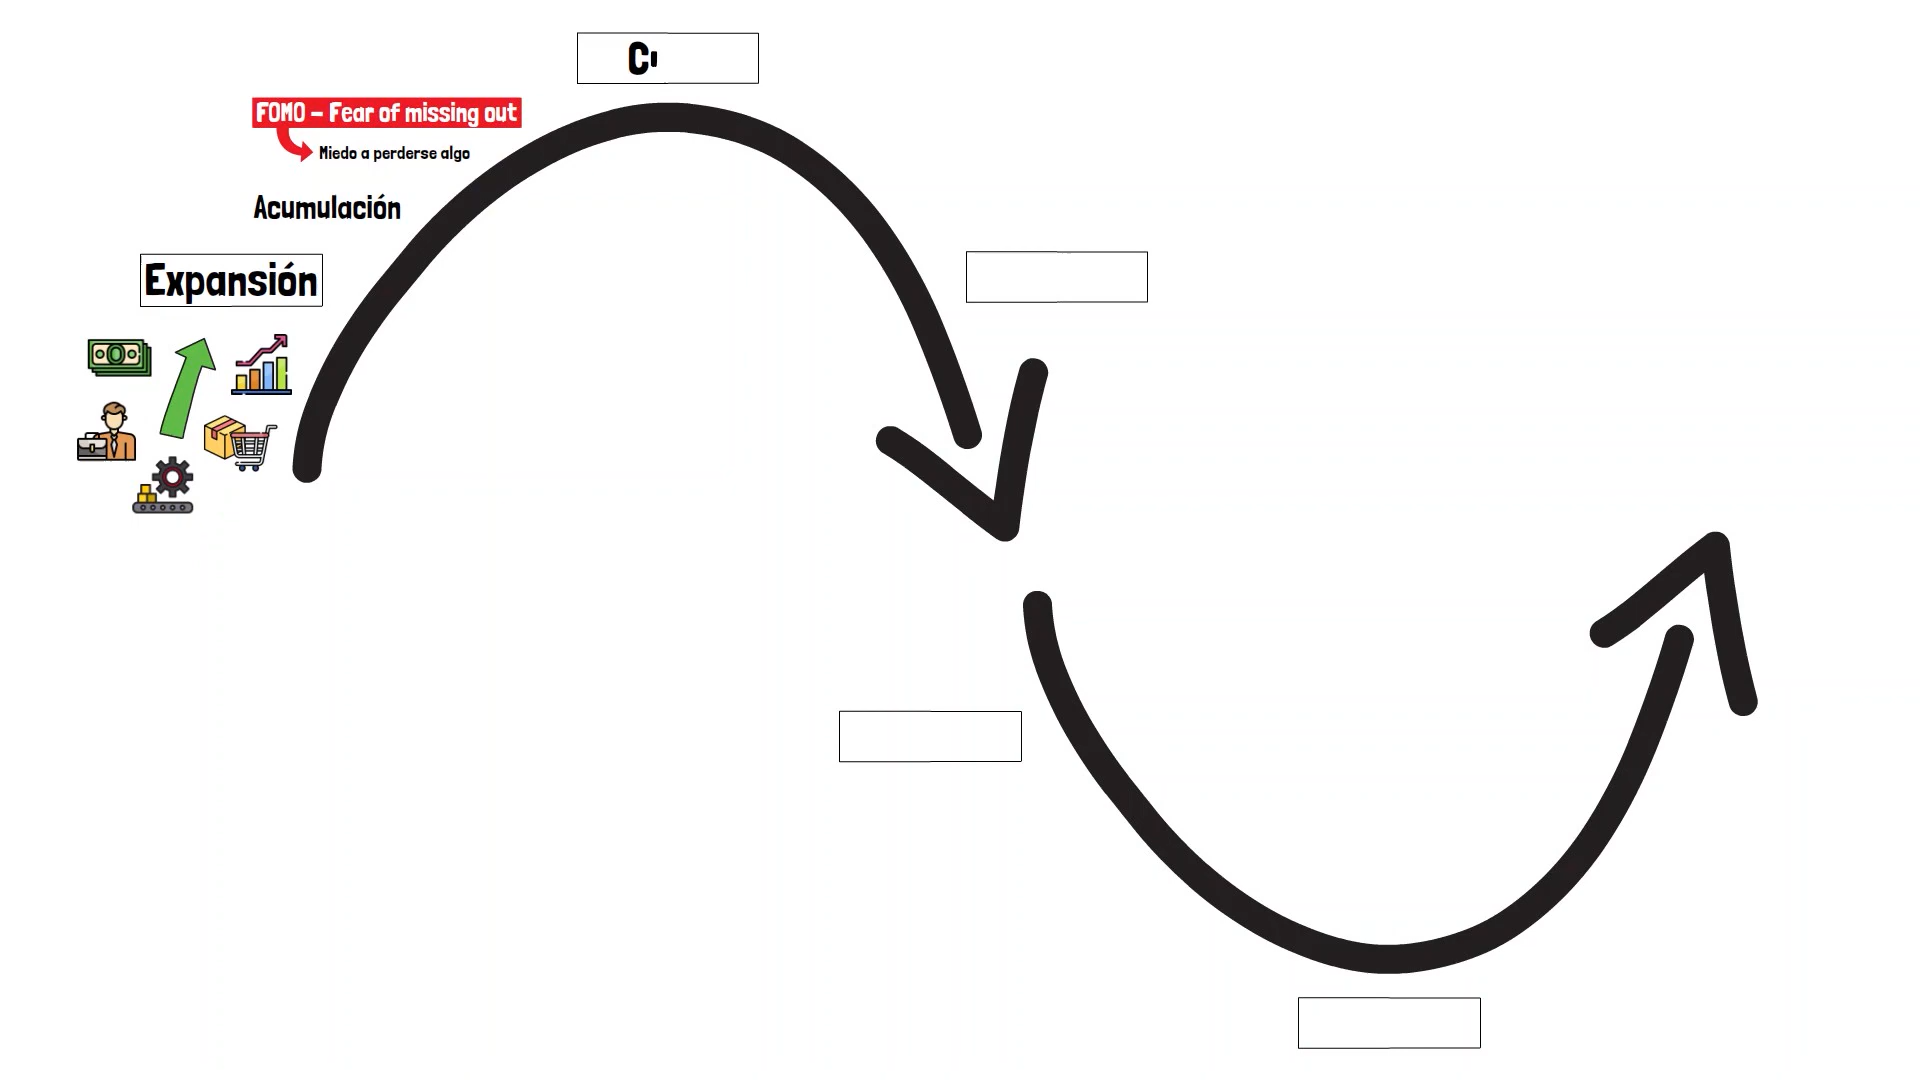 C
FOMO - Fear of missing out
Miedo a perderse algo
Acumulación
Expansión